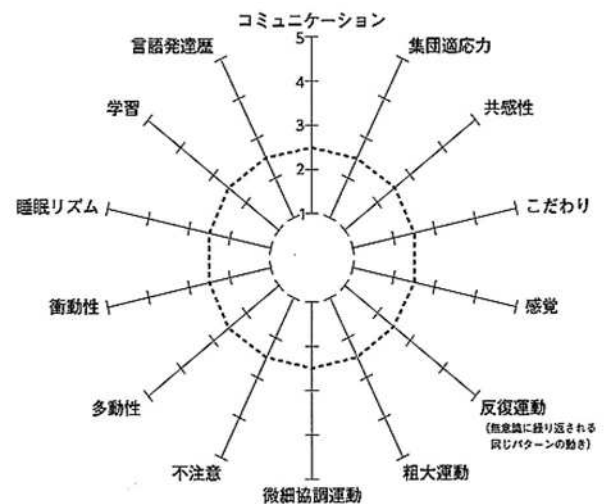 コミュニケーション
5
4
3
2
1
集団適応力
共感性
こだわり
感覚
反復運動
(無意識に繰り返される
同じパターンの動き)
粗大運動
微細協調運動
不注意
多動性
衝動性
睡眠リズム
学習
言語発達歴